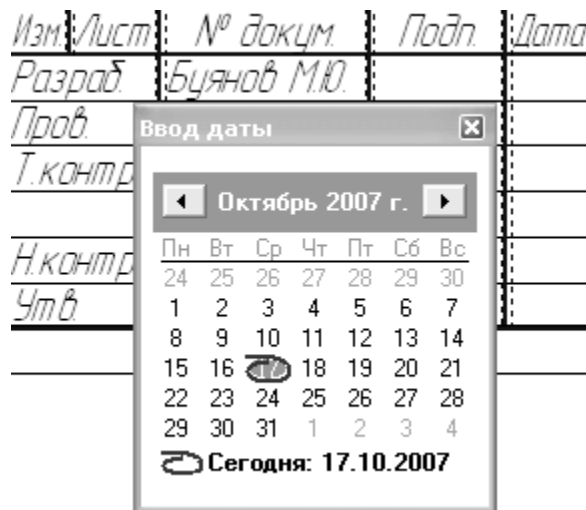 Изм. Лист № докум. Подп. Дата
Разраб. Буянов М.Ю.
Пров.
Ввод даты
Т.контр
Октябрь 2007 г.
Пн Вт Ср Чт Пт Сб Вс
Н.контр
24 25 26 27 28 29 30
Утв.
1 2 3 4 5 6 7
8 9 10 11 12 13 14
15 16 17 18 19 20 21
22 23 24 25 26 27 28
29 30 31 1 2 3 4
Сегодня: 17.10.2007